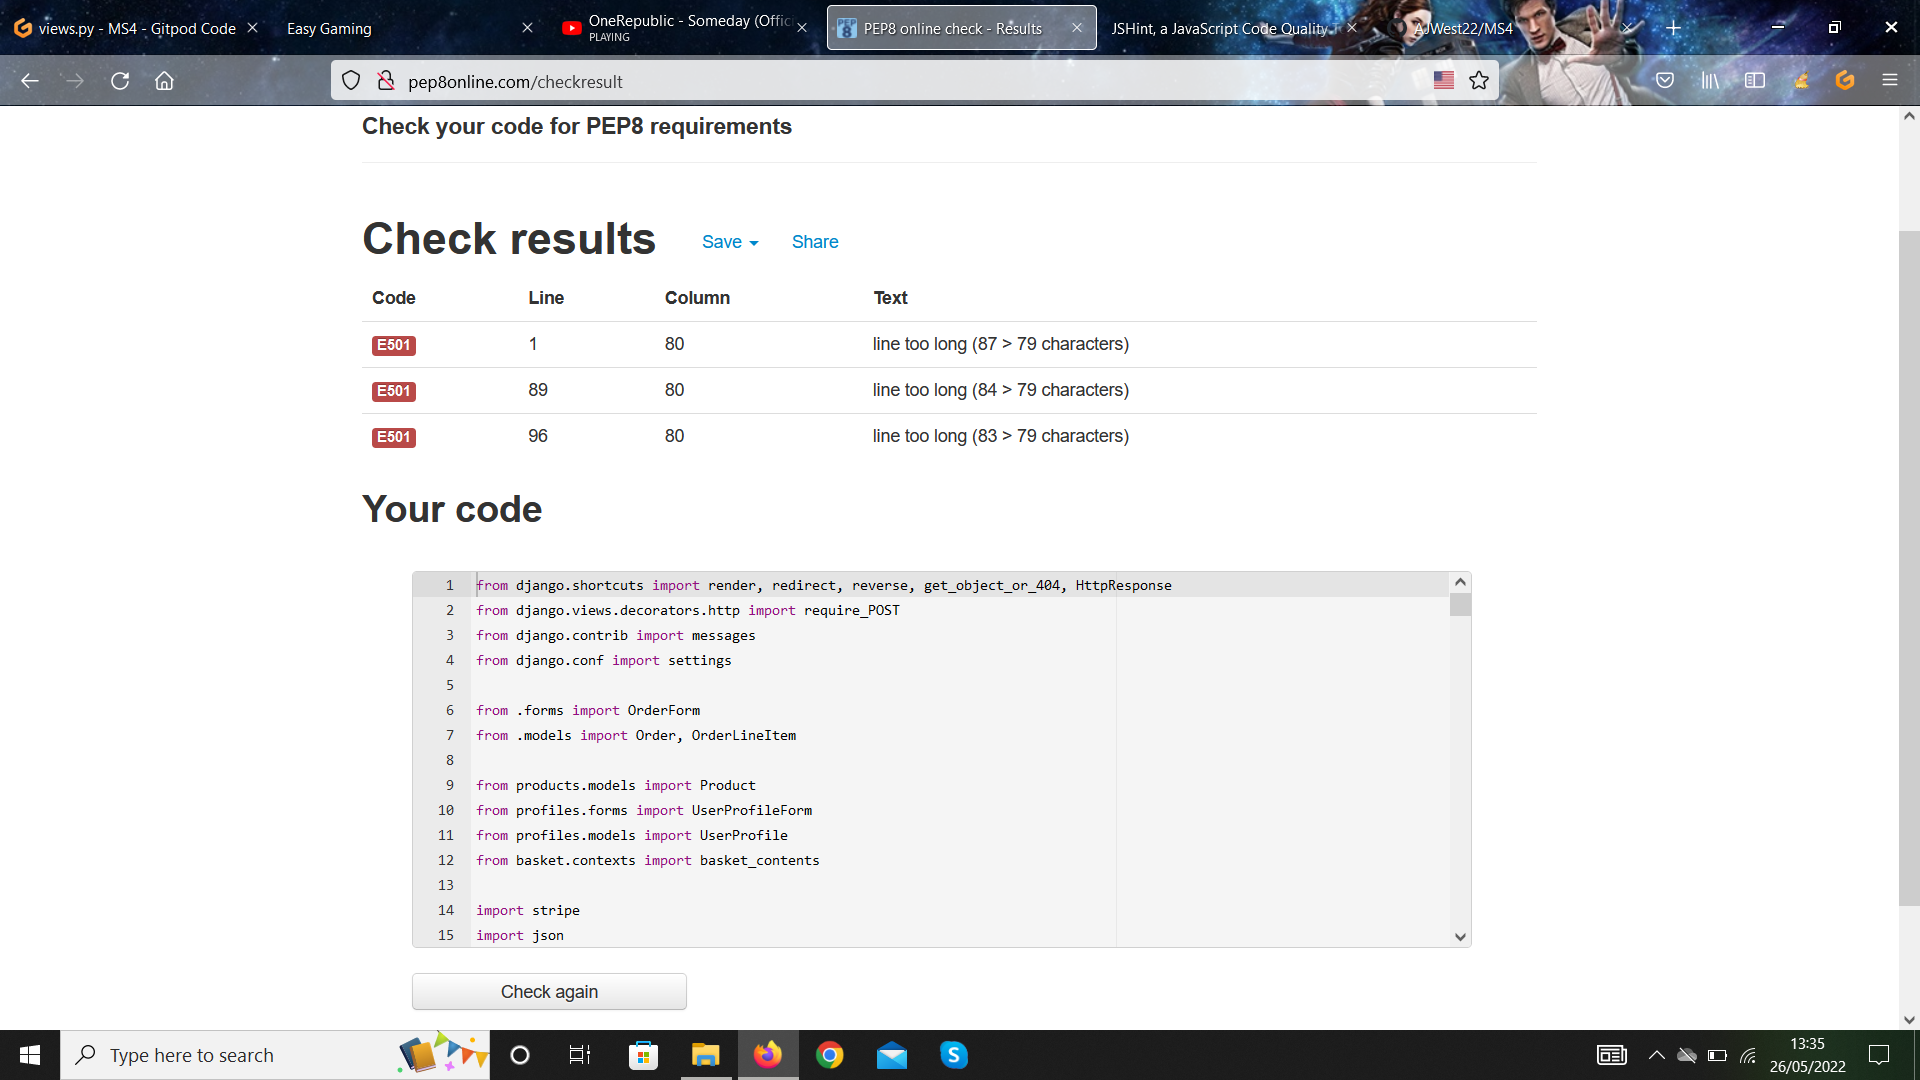 views.py - MS4 - Gitpod Code
Easy Gaming
OneRepublic - Someday (Offici
PLAYING
PEP8 online check - Results
JSHint, a JavaScript Code Quality
AJWest22/MS4
pep8online.com/checkresult
Check your code for PEP8 requirements
Check results
Save
Share
Code Line Column Text
E501 1 80 line too long (87 > 79 characters)
E501 89 80 line too long (84 > 79 characters)
E501 96 80 line too long (83 > 79 characters)
Your code
1 from django.shortcuts import render, redirect, reverse, get_object_or_404, HttpResponse
2 from django.views.decorators.http import require_POST
3 from django.contrib import messages
4 from django.conf import settings
5
6 from .forms import OrderForm
7 from .models import Order, OrderLineItem
8
9 from products.models import Product
10 from profiles.forms import UserProfileForm
11 from profiles.models import UserProfile
12 from basket.contexts import basket_contents
13
14 import stripe
15 import json
Check again
Type here to search
13:35
26/05/2022